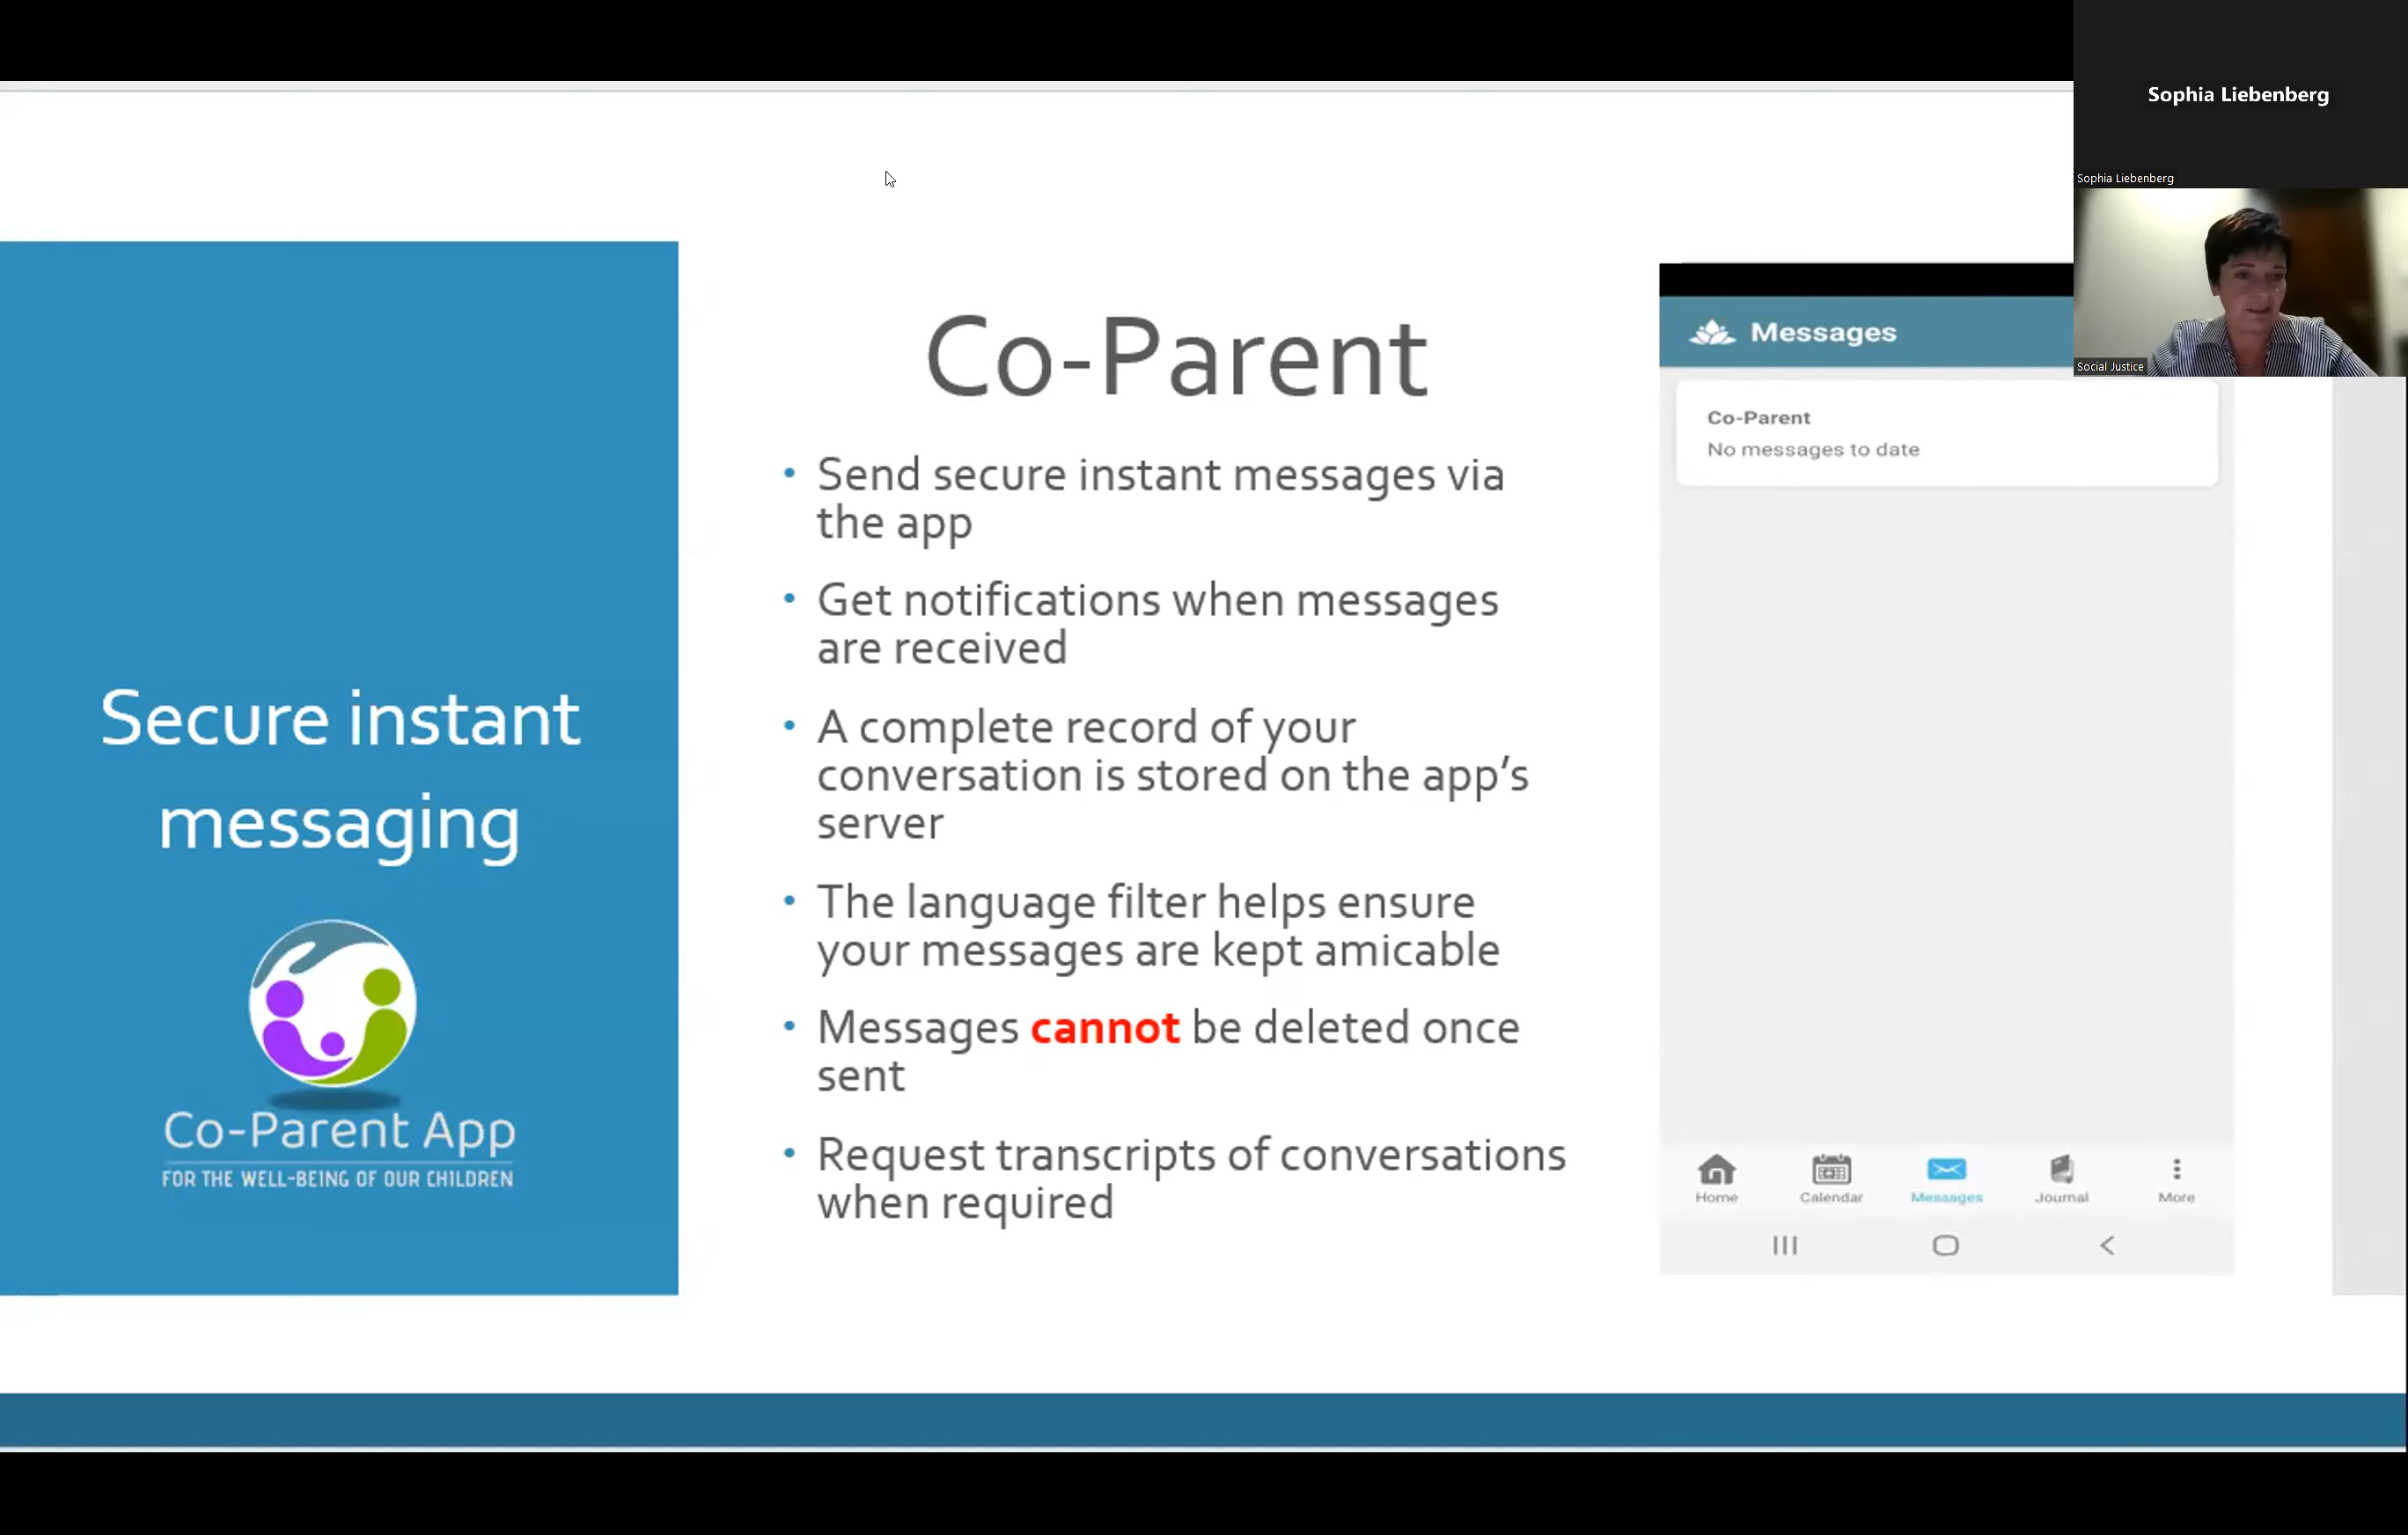 Sophia Liebenberg
Sophia Liebenberg
Social Justice
Secure instant
messaging
Co-Parent App
FOR THE WELL-BEING OF OUR CHILDREN
Co-Parent
• Send secure instant messages via
the app
• Get notifications when messages
are received
• A complete record of your
conversation is stored on the app’s
server
• The language filter helps ensure
your messages are kept amicable
• Messages cannot be deleted once
sent
• Request transcripts of conversations
when required
Messages
Co-Parent
No messages to date
Home Calendar Messages Journal More